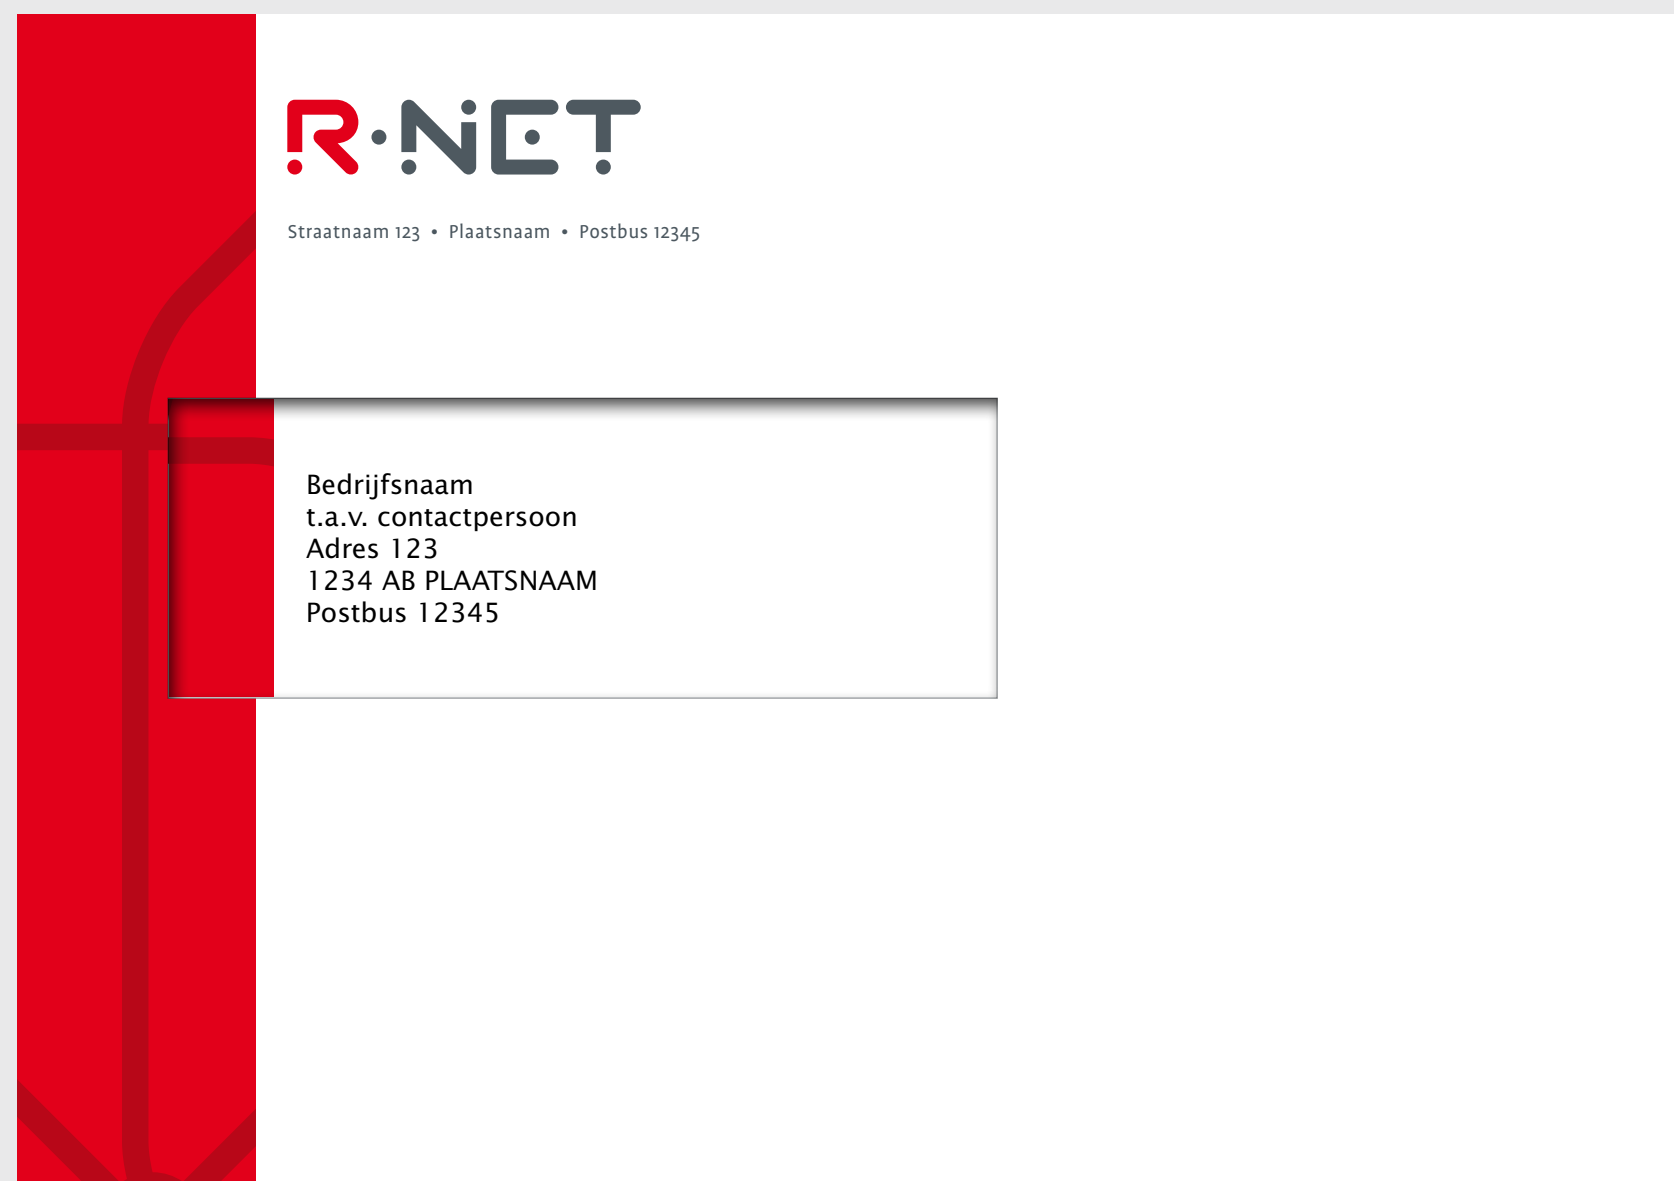 R·NET
Straatnaam 123 • Plaatsnaam • Postbus 12345
Bedrijfsnaam
t.a.v. contactpersoon
Adres 123
1234 AB PLAATSNAAM
Postbus 12345